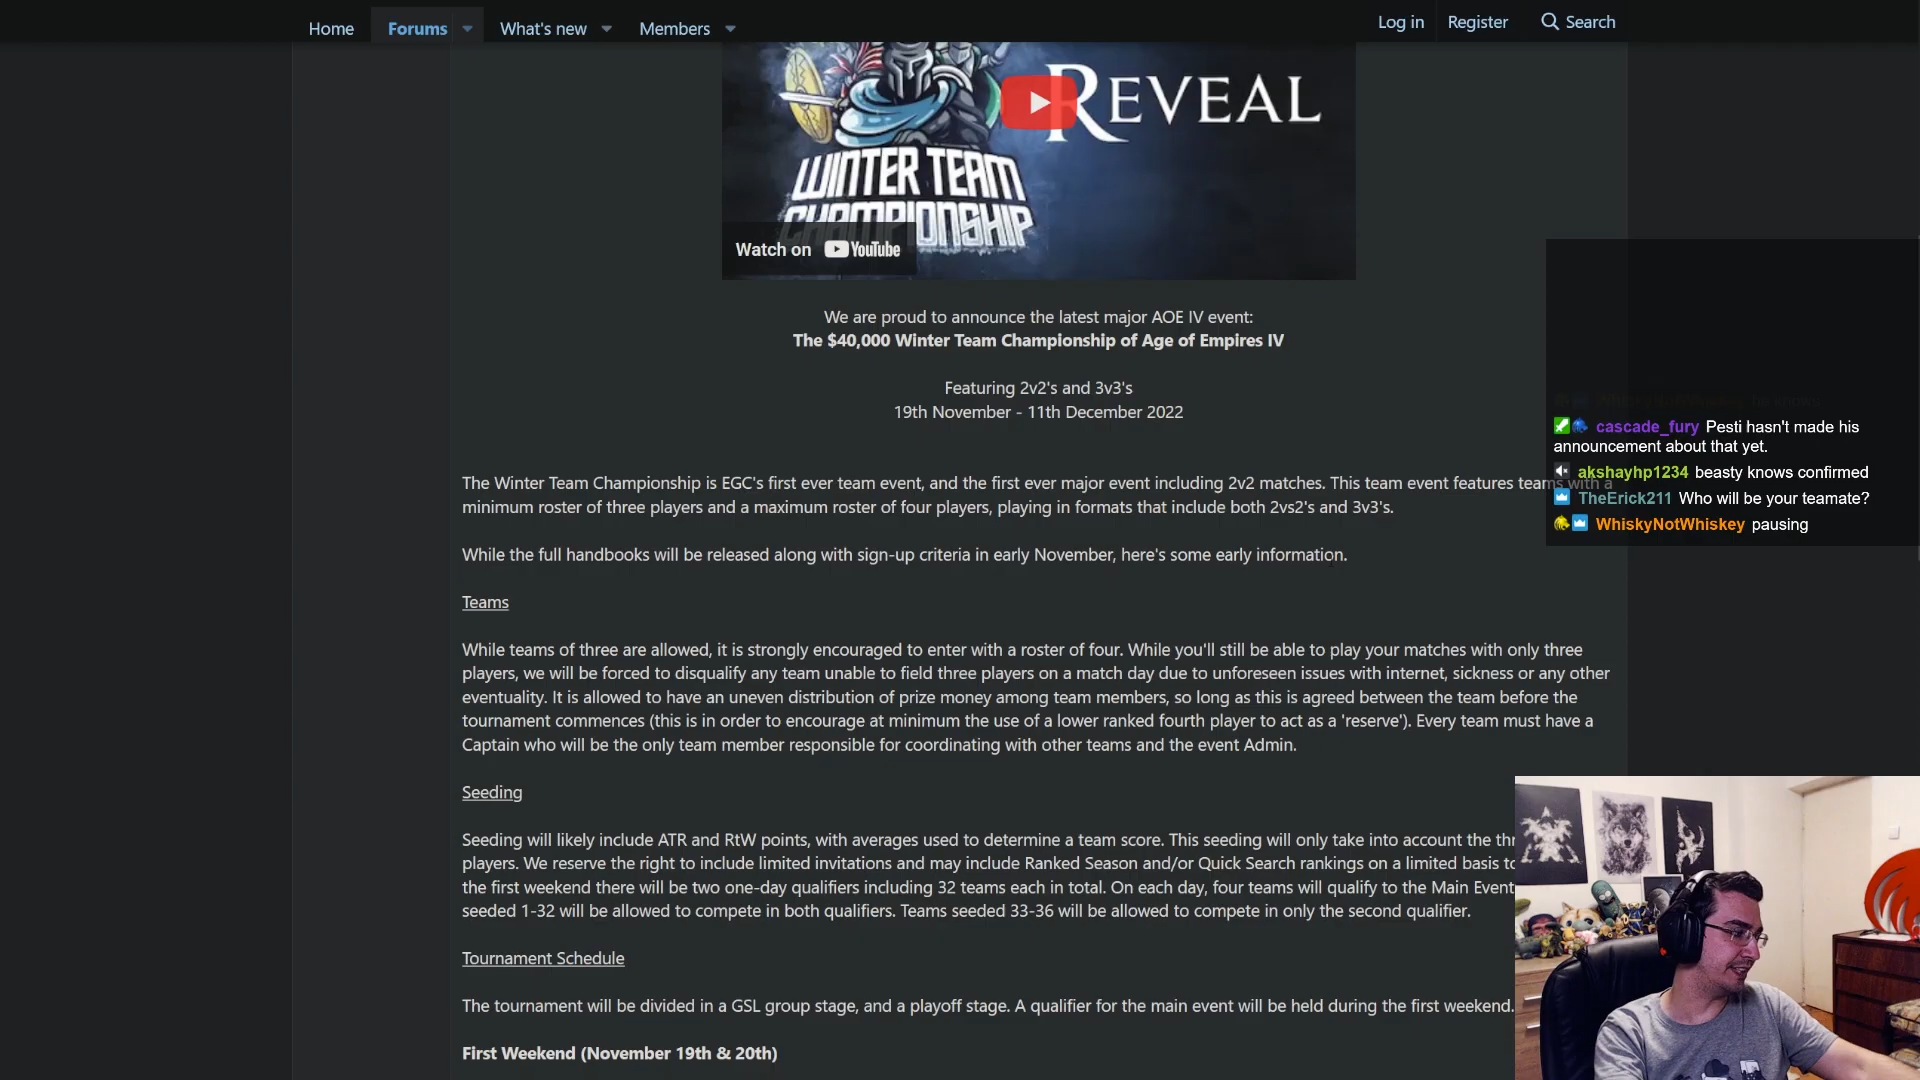 Home Forums What's new Members Log in Register Search
REVEAL
WINTER TEAM
CHAMPIONSHIP
Watch on YouTube
We are proud to announce the latest major AOE IV event:
The $40,000 Winter Team Championship of Age of Empires IV
Featuring 2v2's and 3v3's
19th November - 11th December 2022
cascade_fury Pesti hasn't made his
announcement about that yet.
akshayhp1234 beasty knows confirmed
TheErick211 Who will be your teamate?
WhiskyNotWhiskey pausing
The Winter Team Championship is EGC's first ever team event, and the first ever major event including 2v2 matches. This team event features teams with a
minimum roster of three players and a maximum roster of four players, playing in formats that include both 2vs2's and 3v3's.
While the full handbooks will be released along with sign-up criteria in early November, here's some early information.
Teams
While teams of three are allowed, it is strongly encouraged to enter with a roster of four. While you'll still be able to play your matches with only three
players, we will be forced to disqualify any team unable to field three players on a match day due to unforeseen issues with internet, sickness or any other
eventuality. It is allowed to have an uneven distribution of prize money among team members, so long as this is agreed between the team before the
tournament commences (this is in order to encourage at minimum the use of a lower ranked fourth player to act as a 'reserve'). Every team must have a
Captain who will be the only team member responsible for coordinating with other teams and the event Admin.
Seeding
Seeding will likely include ATR and RtW points, with averages used to determine a team score. This seeding will only take into account the
players. We reserve the right to include limited invitations and may include Ranked Season and/or Quick Search rankings on a limited basis
the first weekend there will be two one-day qualifiers including 32 teams each in total. On each day, four teams will qualify to the Main Event
seeded 1-32 will be allowed to compete in both qualifiers. Teams seeded 33-36 will be allowed to compete in only the second qualifier.
Tournament Schedule
The tournament will be divided in a GSL group stage, and a playoff stage. A qualifier for the main event will be held during the first weekend.
First Weekend (November 19th & 20th)